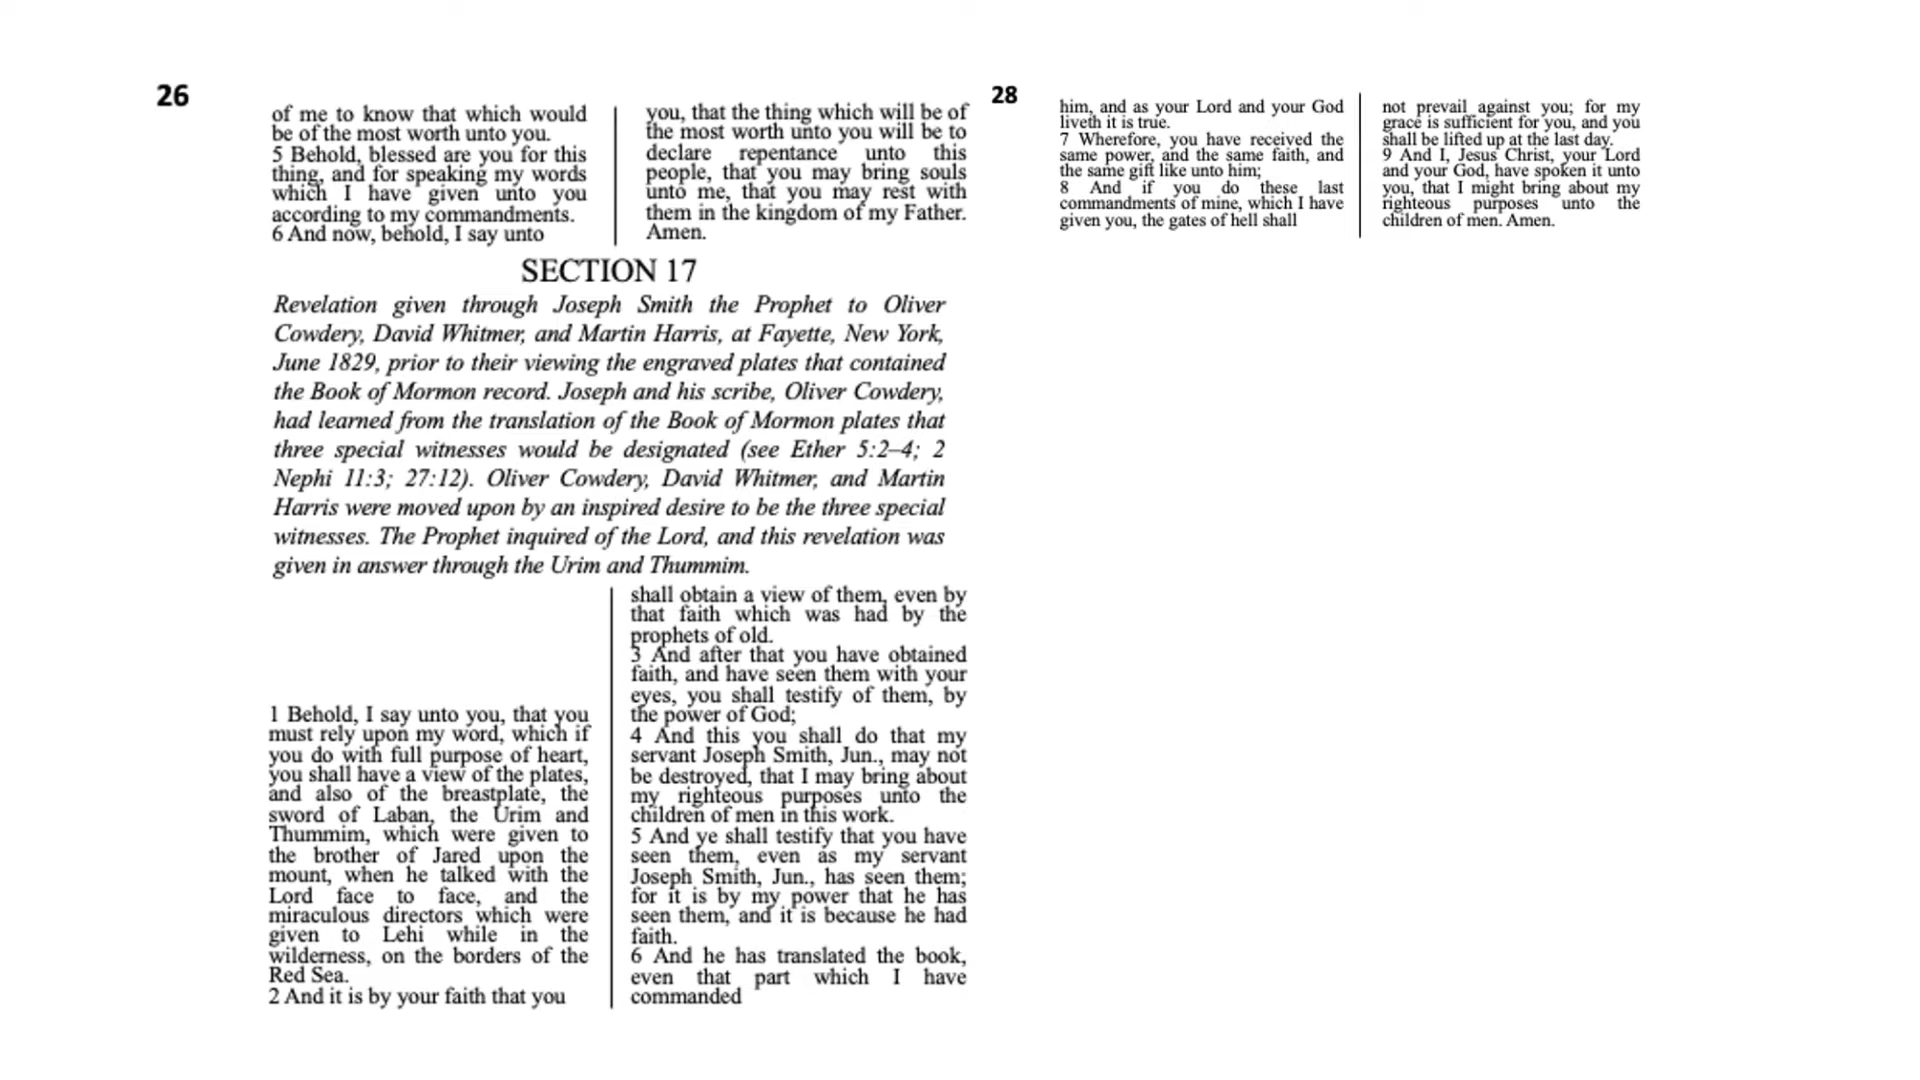 26
of me to know that which would
be of the most worth unto you.
5 Behold, blessed are you for this
thing, and for speaking my words
which I have given unto you
according to my commandments.
6 And now, behold, I say unto
you, that the thing which will be of
the most worth unto you will be to
declare repentance unto this
people, that you may bring souls
unto me, that you may rest with
them in the kingdom of my Father.
Amen.
SECTION 17
Revelation given through Joseph Smith the Prophet to Oliver
Cowdery, David Whitmer, and Martin Harris, at Fayette, New York,
June 1829, prior to their viewing the engraved plates that contained
the Book of Mormon record. Joseph and his scribe, Oliver Cowdery,
had learned from the translation of the Book of Mormon plates that
three special witnesses would be designated (see Ether 5:2–4; 2
Nephi 11:3; 27:12). Oliver Cowdery, David Whitmer, and Martin
Harris were moved upon by an inspired desire to be the three special
witnesses. The Prophet inquired of the Lord, and this revelation was
given in answer through the Urim and Thummim.
1 Behold, I say unto you, that you
must rely upon my word, which if
you do with full purpose of heart,
you shall have a view of the plates,
and also of the breastplate, the
sword of Laban, the Urim and
Thummim, which were given to
the brother of Jared upon the
mount, when he talked with the
Lord face to face, and the
miraculous directors which were
given to Lehi while in the
wilderness, on the borders of the
Red Sea.
2 And it is by your faith that you
shall obtain a view of them, even by
that faith which was had by the
prophets of old.
3 And after that you have obtained
faith, and have seen them with your
eyes, you shall testify of them, by
the power of God;
4 And this you shall do that my
servant Joseph Smith, Jun., may not
be destroyed, that I may bring about
my righteous purposes unto the
children of men in this work.
5 And ye shall testify that you have
seen them, even as my servant
Joseph Smith, Jun., has seen them;
for it is by my power that he has
seen them, and it is because he had
faith.
6 And he has translated the book,
even that part which I have
commanded
28
him, and as your Lord and your God
liveth it is true.
7 Wherefore, you have received the
same power, and the same faith, and
the same gift like unto him;
8 And if you do these last
commandments of mine, which I have
given you, the gates of hell shall
not prevail against you; for my
grace is sufficient for you, and you
shall be lifted up at the last day.
9 And I, Jesus Christ, your Lord
and your God, have spoken it unto
you, that I might bring about my
righteous purposes unto the
children of men. Amen.